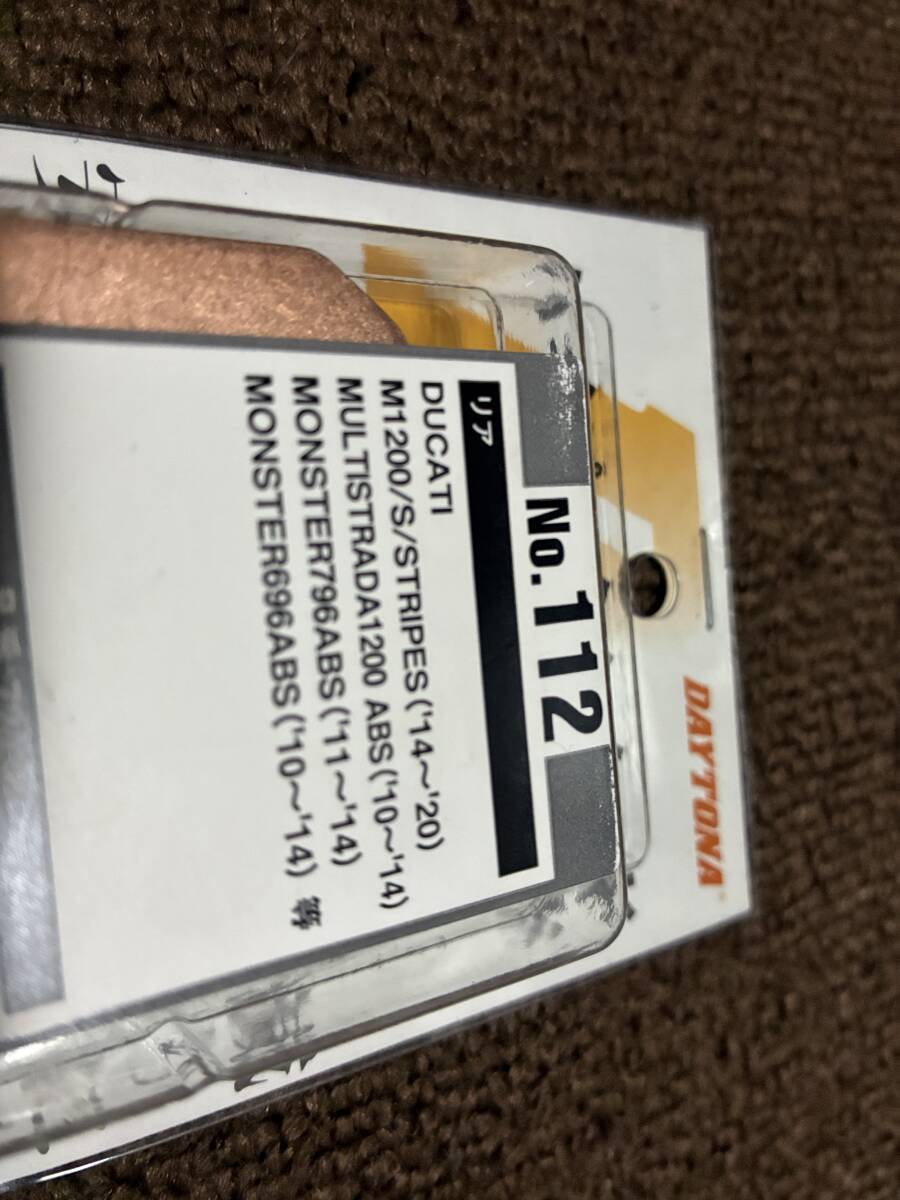 DAYTONA
No.112
リア
DUCATI
M1200/S/STRIPES('14～'20)
MULTISTRADA1200 ABS('10～'14)
MONSTER796ABS('11～'14)
MONSTER696ABS('10～'14) 等